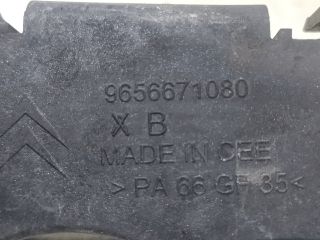 9656671080
X B
MADE IN CEE
>PA 66 GF 35<